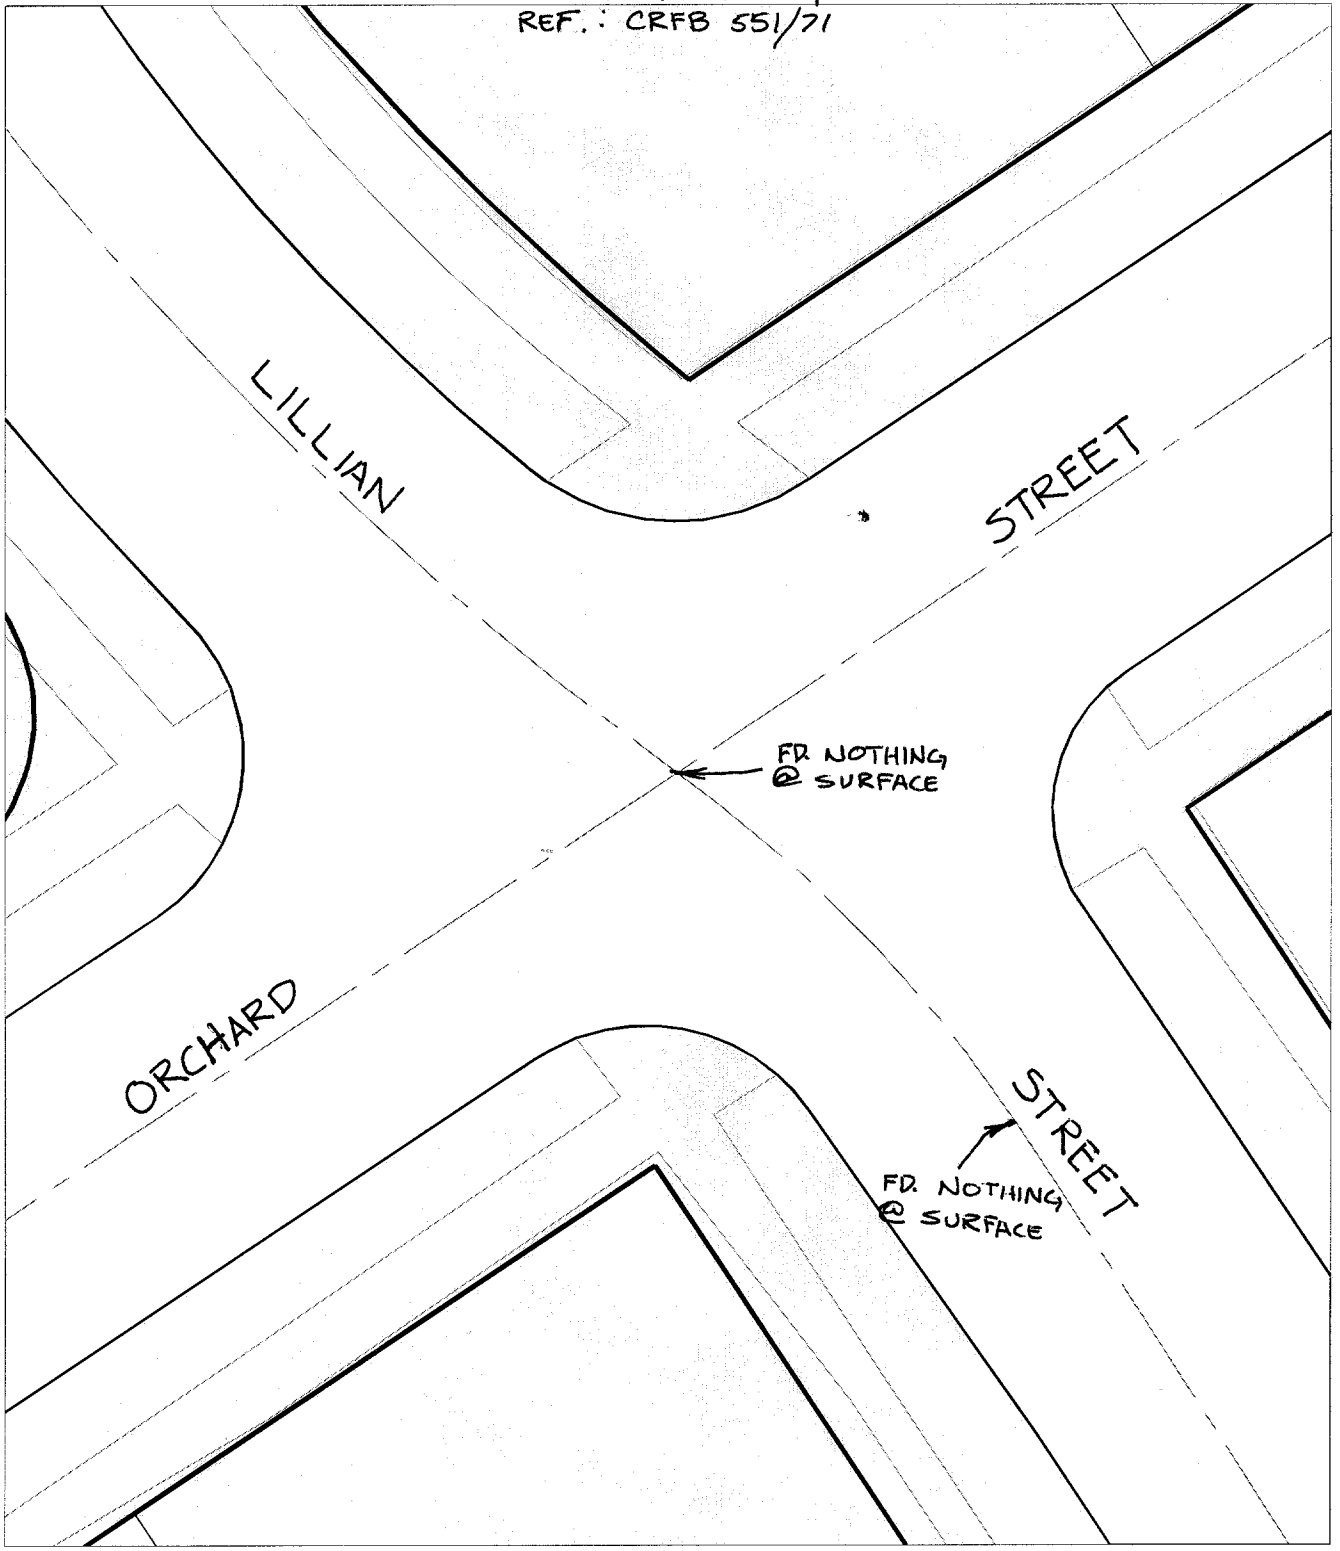 REF.: CRFB 551/71
LILLIAN
STREET
FD. NOTHING
@ SURFACE
ORCHARD
STREET
FD. NOTHING
@ SURFACE